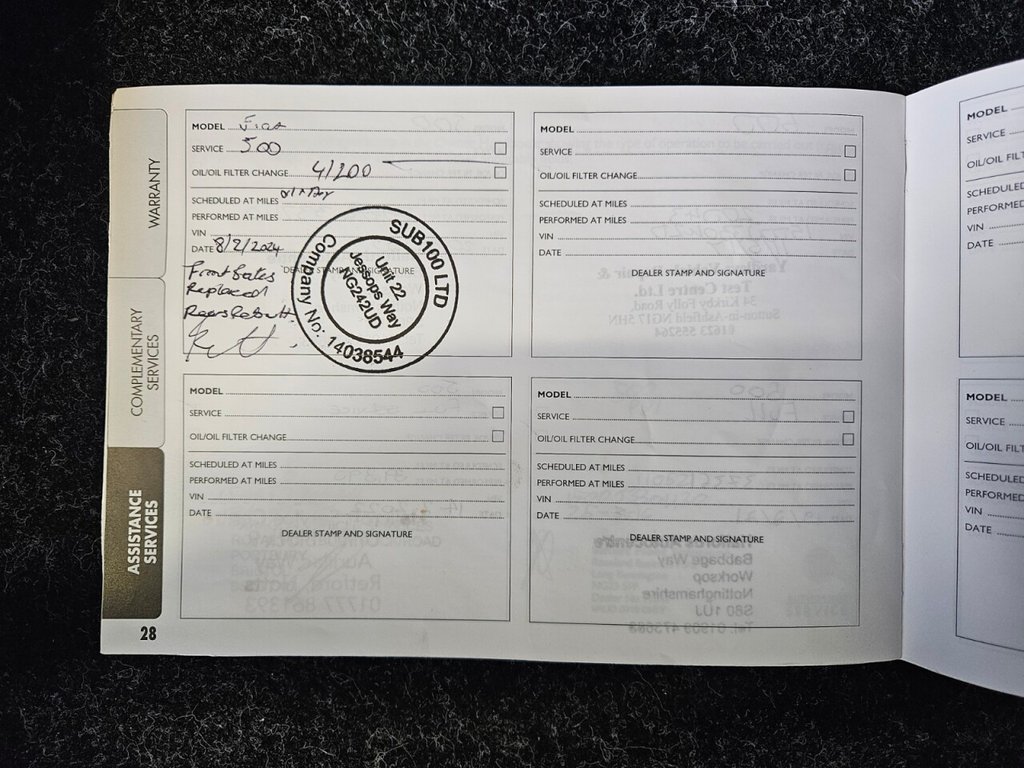 WARRANTY
COMPLEMENTARY
SERVICES
ASSISTANCE
SERVICES
28
MODEL Fiat
SERVICE 500
OIL/OIL FILTER CHANGE 41200
SCHEDULED AT MILES
PERFORMED AT MILES
VIN
DATE 8/2/2024
DEALER STAMP AND SIGNATURE
Front
Replaced
SUB100 LTD
Company No: 14038544
Unit 22
Jessops Way
NG242UD
MODEL
SERVICE
OIL/OIL FILTER CHANGE
SCHEDULED AT MILES
PERFORMED AT MILES
VIN
DATE
DEALER STAMP AND SIGNATURE
MODEL
SERVICE
OIL/OIL FILTER CHANGE
SCHEDULED AT MILES
PERFORMED AT MILES
VIN
DATE
DEALER STAMP AND SIGNATURE
MODEL
SERVICE
OIL/OIL FILTER CHANGE
SCHEDULED AT MILES
PERFORMED AT MILES
VIN
DATE
DEALER STAMP AND SIGNATURE
MODEL
SERVICE
OIL/OIL FILT
SCHEDULED
PERFORMED
VIN
DATE
MODEL
SERVICE
OIL/OIL FILT
SCHEDULED
PERFORMED
VIN
DATE